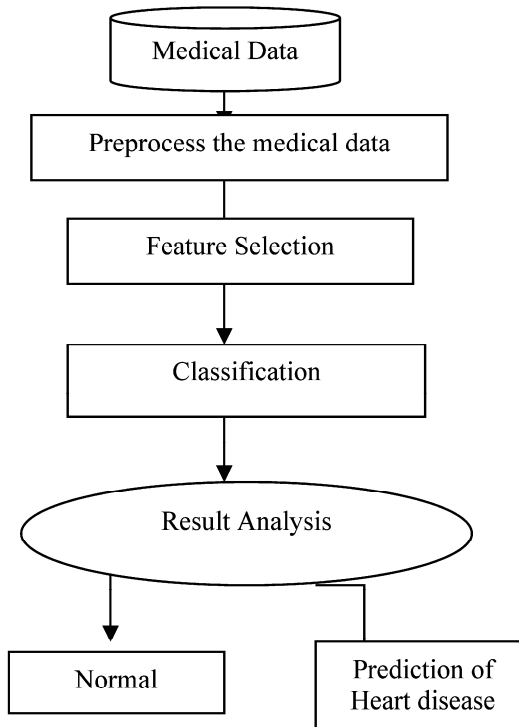 Medical Data
Preprocess the medical data
Feature Selection
Classification
Result Analysis
Normal
Prediction of
Heart disease